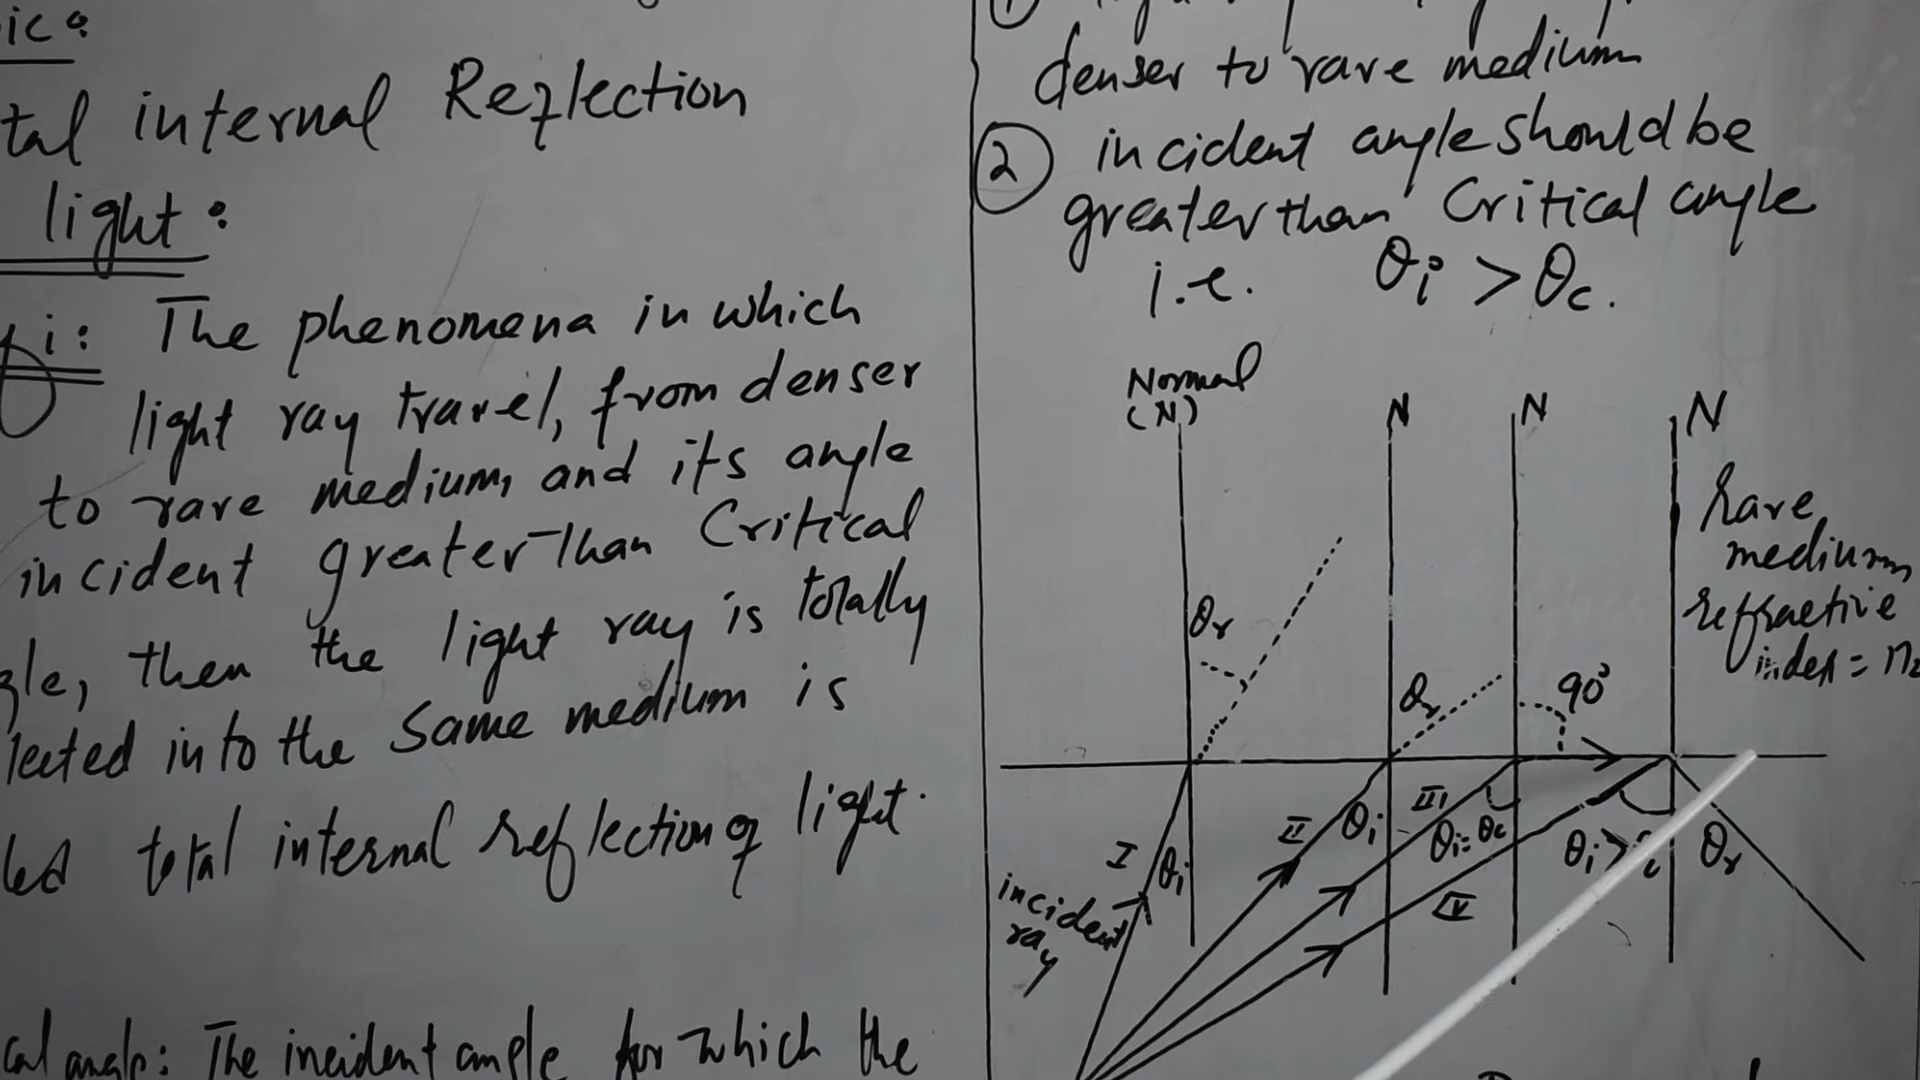 ic:
tal internal Reflection
light:
i: The phenomena in which
light ray travel, from denser
to rare medium, and its angle
incident greater than Critical
gle, then the light ray is totally
lected into the same medium is
led total internal reflection of light.
cal angle: The incident angle for which the
denser to rare medium
2 incident angle should be
greater than Critical angle
i.e. θi > θc.
Normal
(N)
N
N
N
Rare
medium
refractive
index = n2
θr
θr
90°
I
θi
II
θi
III
θi = θc
IV
θi >
θr
incident
ray